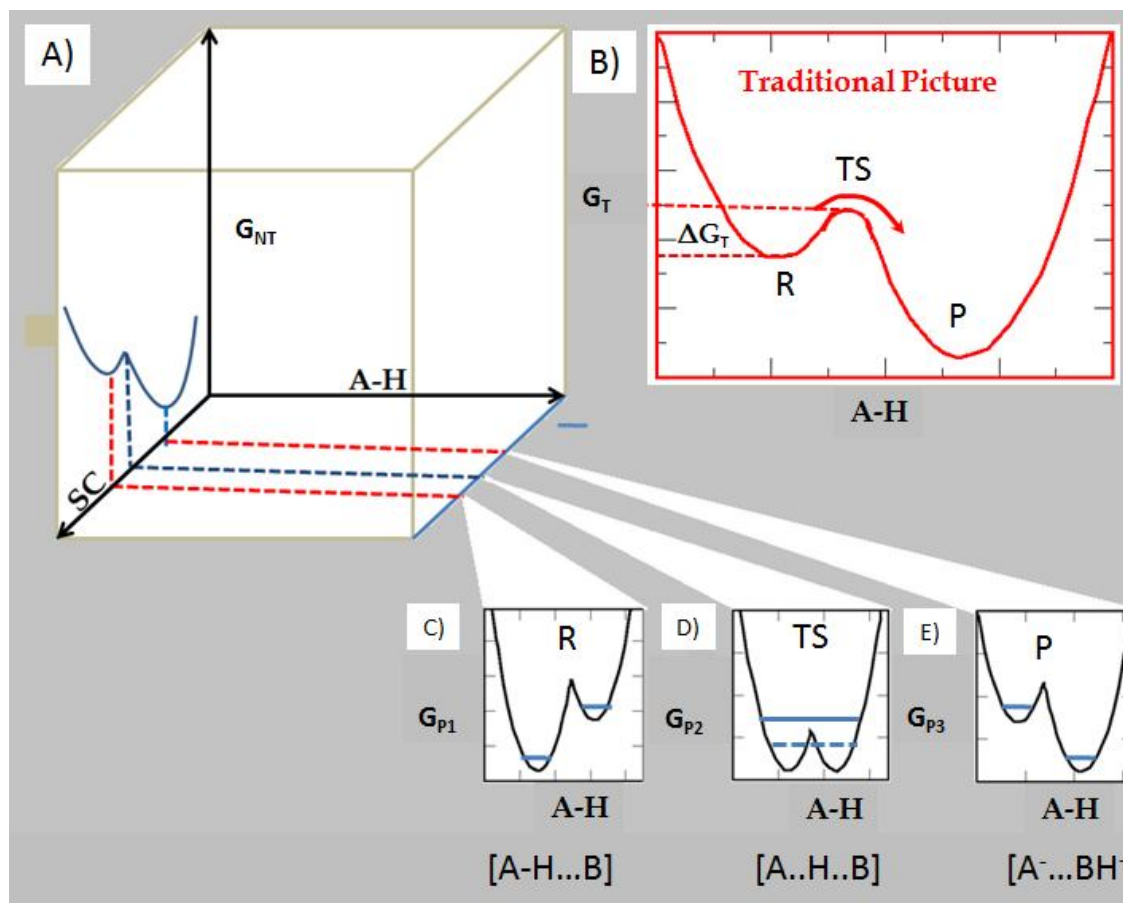 A)
G_NT
A-H
SC
B)
Traditional Picture
TS
G_T
ΔG_T
R
P
A-H
C)
R
G_P1
A-H
[A-H...B]
D)
TS
G_P2
A-H
[A..H..B]
E)
P
G_P3
A-H
[A⁻...BH⁺